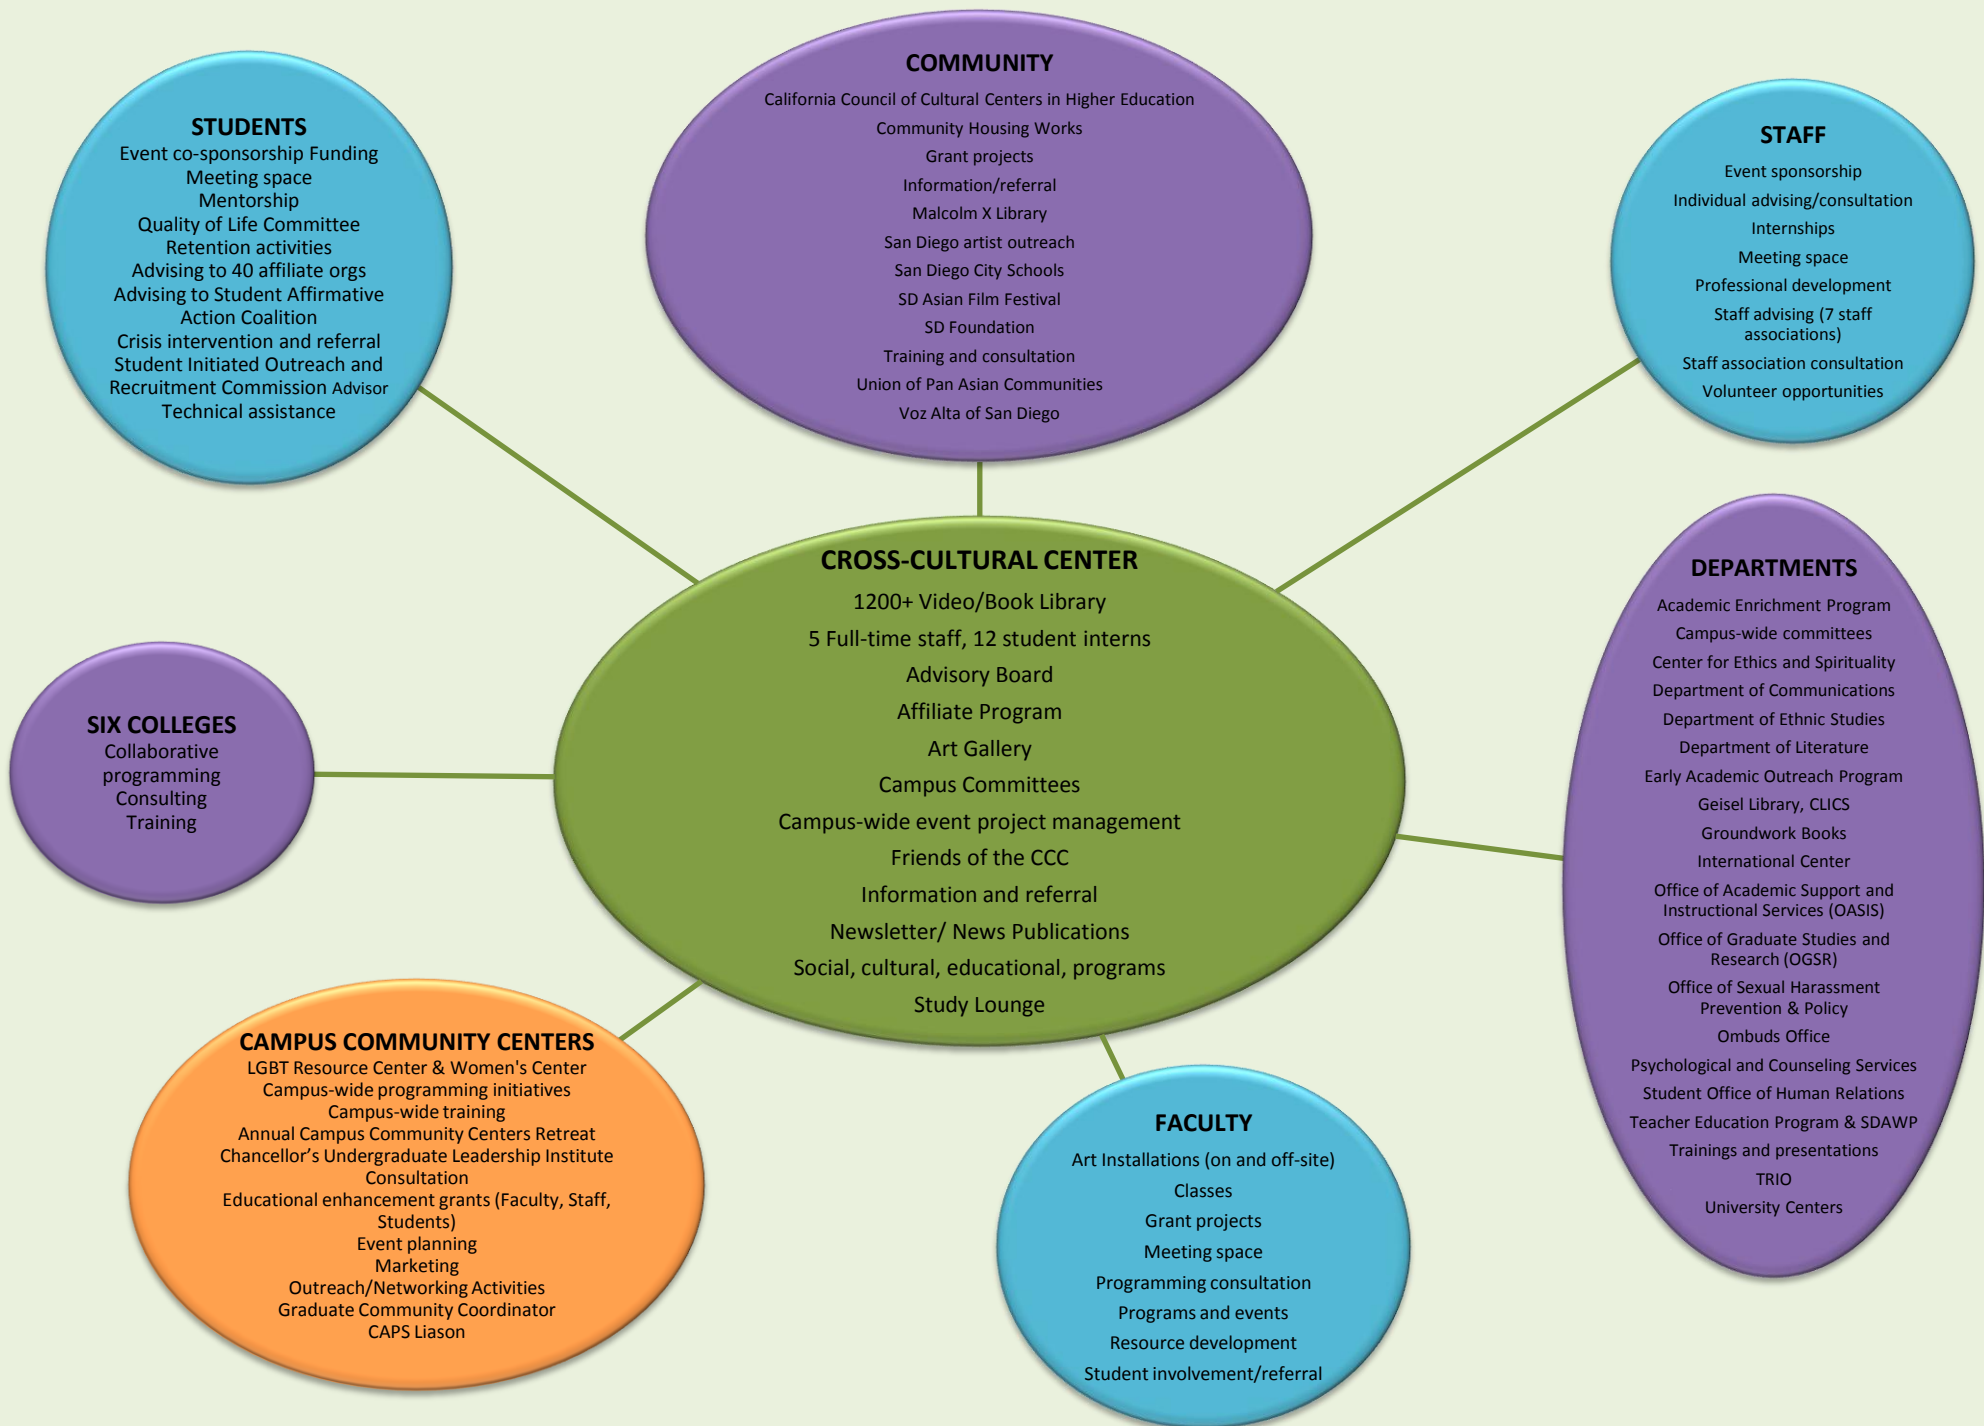 STUDENTS
Event co-sponsorship Funding
Meeting space
Mentorship
Quality of Life Committee
Retention activities
Advising to 40 affiliate orgs
Advising to Student Affirmative
Action Coalition
Crisis intervention and referral
Student Initiated Outreach and
Recruitment Commission Advisor
Technical assistance
COMMUNITY
California Council of Cultural Centers in Higher Education
Community Housing Works
Grant projects
Information/referral
Malcolm X Library
San Diego artist outreach
San Diego City Schools
SD Asian Film Festival
SD Foundation
Training and consultation
Union of Pan Asian Communities
Voz Alta of San Diego
STAFF
Event sponsorship
Individual advising/consultation
Internships
Meeting space
Professional development
Staff advising (7 staff
associations)
Staff association consultation
Volunteer opportunities
CROSS-CULTURAL CENTER
1200+ Video/Book Library
5 Full-time staff, 12 student interns
Advisory Board
Affiliate Program
Art Gallery
Campus Committees
Campus-wide event project management
Friends of the CCC
Information and referral
Newsletter/ News Publications
Social, cultural, educational, programs
Study Lounge
DEPARTMENTS
Academic Enrichment Program
Campus-wide committees
Center for Ethics and Spirituality
Department of Communications
Department of Ethnic Studies
Department of Literature
Early Academic Outreach Program
Geisel Library, CLICS
Groundwork Books
International Center
Office of Academic Support and
Instructional Services (OASIS)
Office of Graduate Studies and
Research (OGSR)
Office of Sexual Harassment
Prevention & Policy
Ombuds Office
Psychological and Counseling Services
Student Office of Human Relations
Teacher Education Program & SDAWP
Trainings and presentations
TRIO
University Centers
SIX COLLEGES
Collaborative
programming
Consulting
Training
CAMPUS COMMUNITY CENTERS
LGBT Resource Center & Women's Center
Campus-wide programming initiatives
Campus-wide training
Annual Campus Community Centers Retreat
Chancellor’s Undergraduate Leadership Institute
Consultation
Educational enhancement grants (Faculty, Staff,
Students)
Event planning
Marketing
Outreach/Networking Activities
Graduate Community Coordinator
CAPS Liason
FACULTY
Art Installations (on and off-site)
Classes
Grant projects
Meeting space
Programming consultation
Programs and events
Resource development
Student involvement/referral